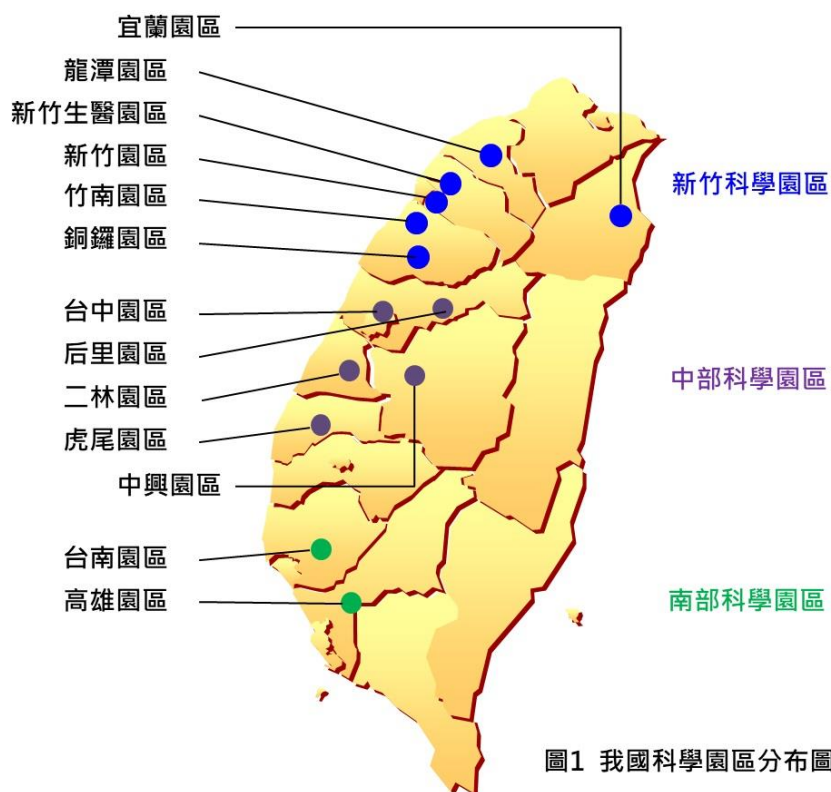 宜蘭園區
龍潭園區
新竹生醫園區
新竹園區
竹南園區
銅鑼園區
台中園區
后里園區
二林園區
虎尾園區
中興園區
台南園區
高雄園區
新竹科學園區
中部科學園區
南部科學園區
圖1 我國科學園區分布圖